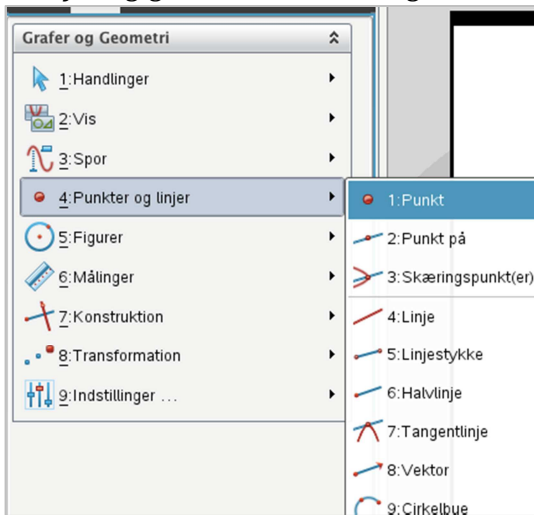 Grafer og Geometri
1:Handlinger
2:Vis
3:Spor
4:Punkter og linjer
5:Figurer
6:Målinger
7:Konstruktion
8:Transformation
9:Indstillinger ...
1:Punkt
2:Punkt på
3:Skæringspunkt(er)
4:Linje
5:Linjestykke
6:Halvlinje
7:Tangentlinje
8:Vektor
9:Cirkelbue